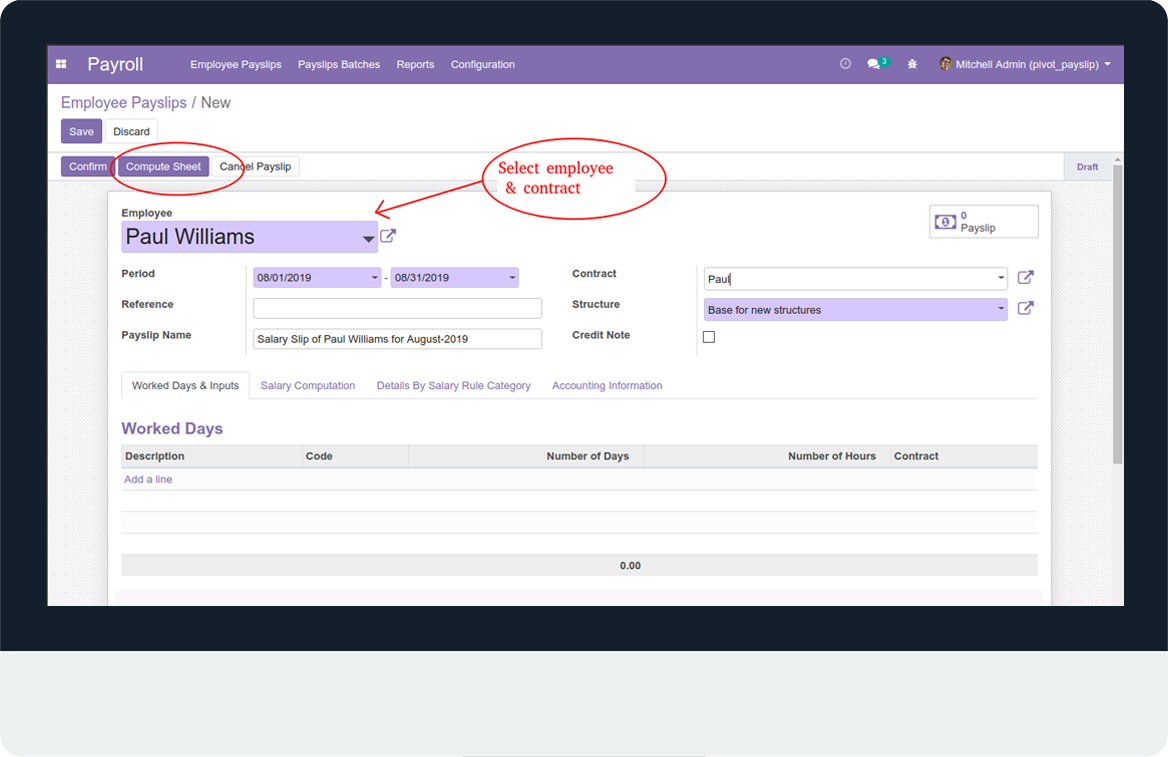 Payroll Employee Payslips Payslips Batches Reports Configuration 3 Mitchell Admin (pivot_payslip)
Employee Payslips / New
Save Discard
Confirm Compute Sheet Cancel Payslip Draft
Select employee
& contract
Employee
Paul Williams
0
Payslip
Period 08/01/2019 - 08/31/2019 Contract Paul
Reference Structure Base for new structures
Payslip Name Salary Slip of Paul Williams for August-2019 Credit Note
Worked Days & Inputs Salary Computation Details By Salary Rule Category Accounting Information
Worked Days
Description Code Number of Days Number of Hours Contract
Add a line
0.00